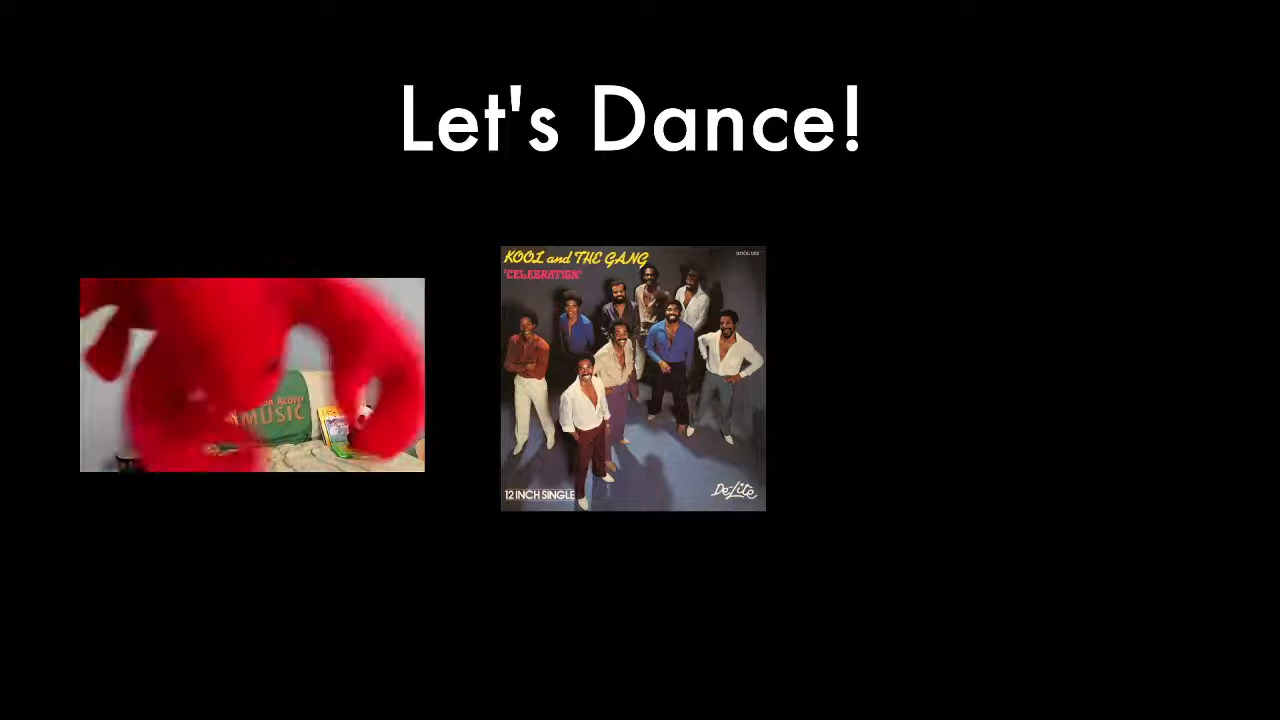 Let's Dance!
KOOL and THE GANG
"CELEBRATION"
MUSIC
12 INCH SINGLE
De-Lite